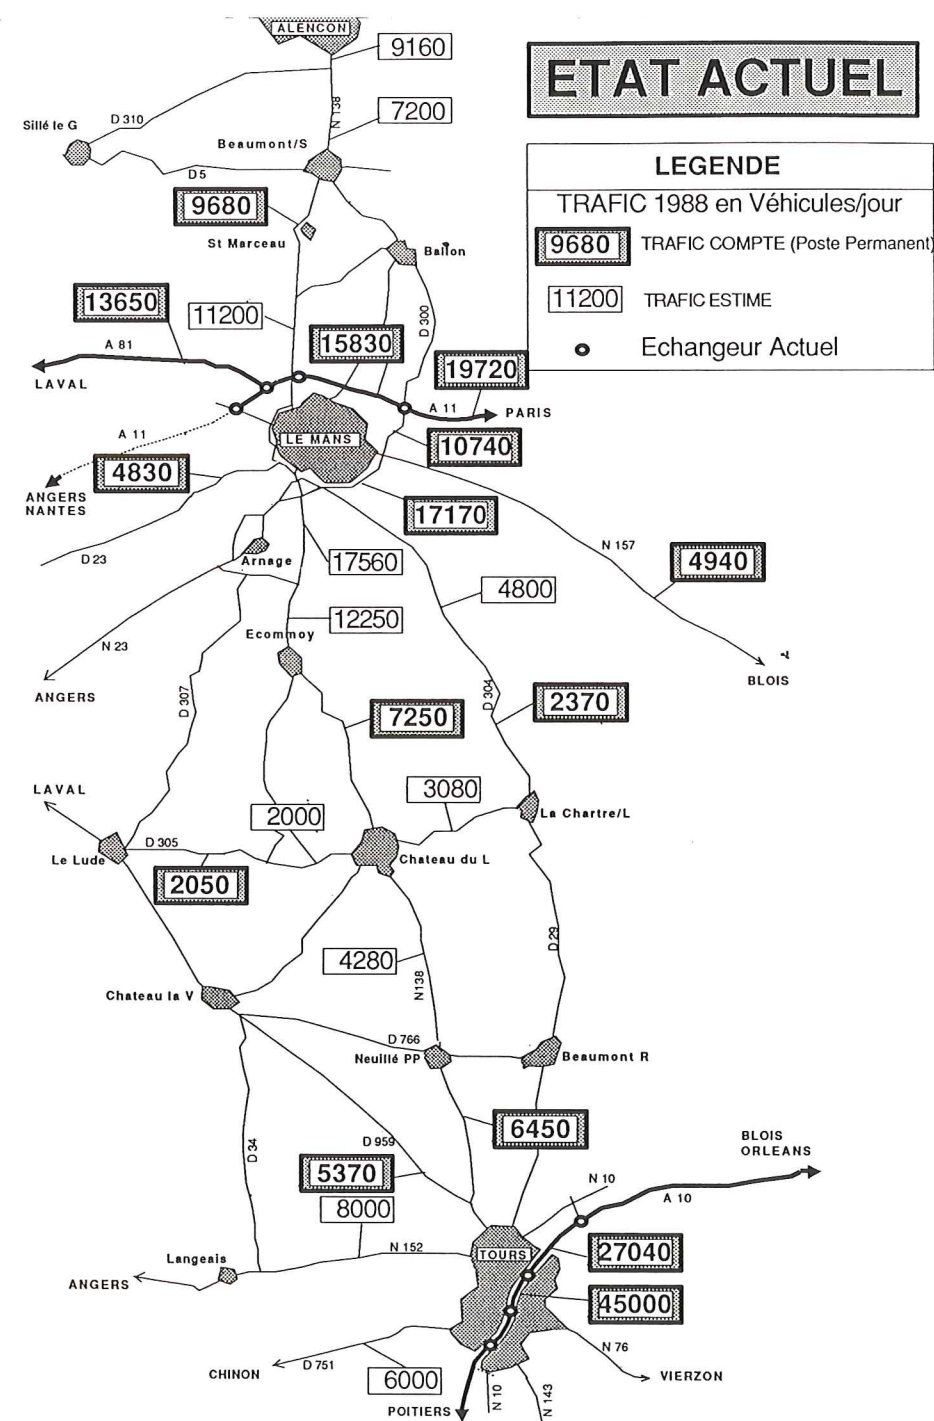 ALENCON
9160
ETAT ACTUEL
D 310
N 138
7200
Sillé le G
Beaumont/S
D 5
LEGENDE
TRAFIC 1988 en Véhicules/jour
9680 TRAFIC COMPTE (Poste Permanent)
11200 TRAFIC ESTIME
Echangeur Actuel
9680
St Marceau
Ballon
13650
11200
D 300
15830
A 81
LAVAL
19720
A 11
PARIS
A 11
LE MANS
10740
4830
ANGERS
NANTES
17170
D 23
N 157
Arnage
17560
4940
4800
12250
Ecommoy
N 23
ANGERS
BLOIS
D 307
D 304
2370
7250
LAVAL
3080
2000
La Chartre/L
D 305
Le Lude
Chateau du L
2050
D 29
4280
N138
Chateau la V
D 766
Neuillé PP
Beaumont R
6450
D 34
D 959
5370
BLOIS
ORLEANS
N 10
A 10
8000
N 152
TOURS
27040
Langeais
ANGERS
45000
N 76
CHINON
D 751
VIERZON
6000
N 10
N 143
POITIERS